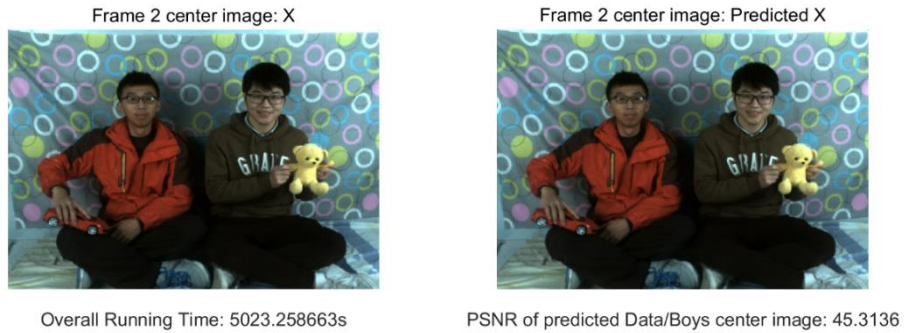 Frame 2 center image: X
Frame 2 center image: Predicted X
Overall Running Time: 5023.258663s
PSNR of predicted Data/Boys center image: 45.3136